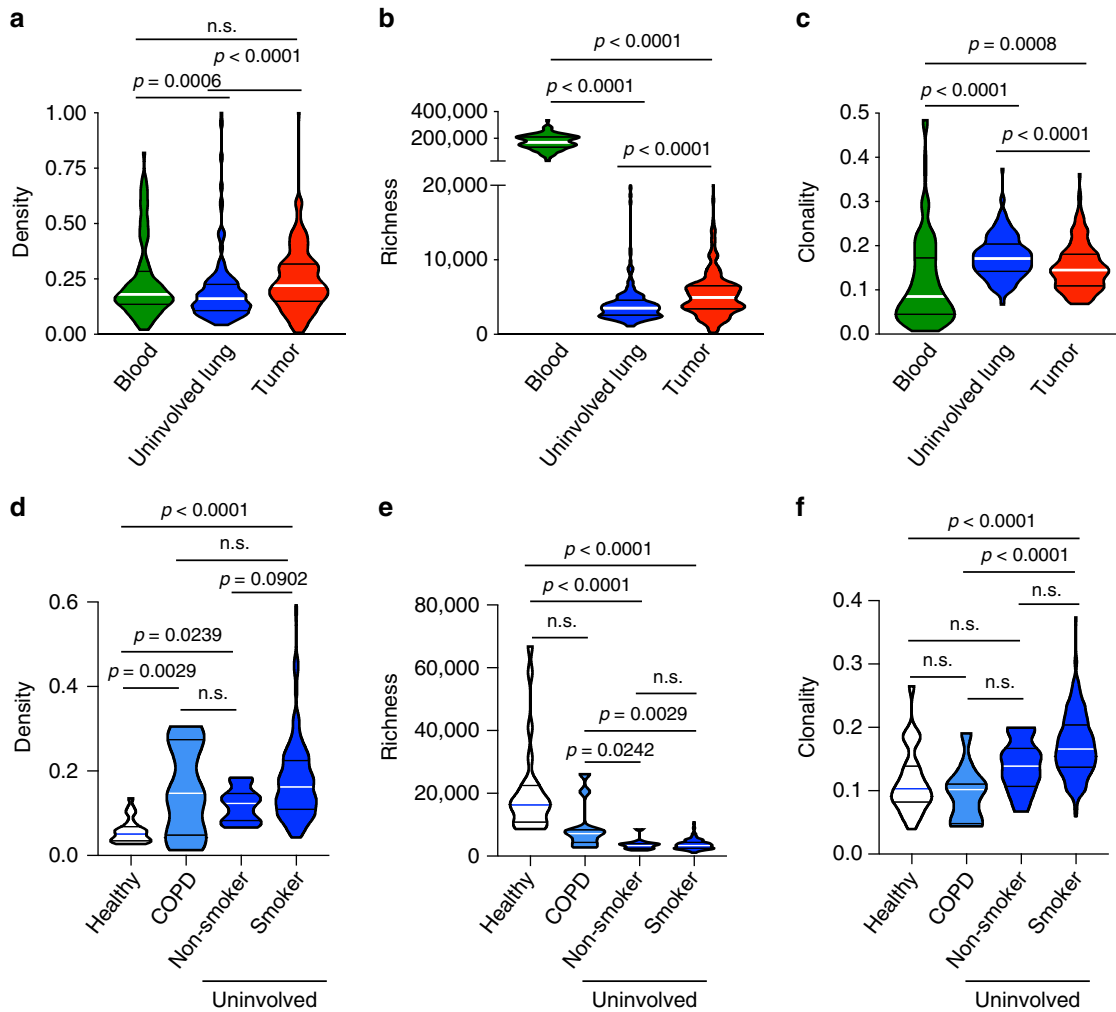 a
n.s.
p < 0.0001
p = 0.0006
1.00
0.75
0.50
0.25
0.00
Density
Blood
Uninvolved lung
Tumor
b
p < 0.0001
p < 0.0001
400,000
200,000
p < 0.0001
20,000
10,000
0
Richness
Blood
Uninvolved lung
Tumor
c
p = 0.0008
p < 0.0001
p < 0.0001
0.5
0.4
0.3
0.2
0.1
0.0
Clonality
Blood
Uninvolved lung
Tumor
d
p < 0.0001
n.s.
p = 0.0902
p = 0.0239
p = 0.0029
n.s.
0.6
0.4
0.2
0.0
Density
Healthy
COPD
Non-smoker
Smoker
Uninvolved
e
p < 0.0001
p < 0.0001
n.s.
n.s.
p = 0.0029
p = 0.0242
80,000
60,000
40,000
20,000
0
Richness
Healthy
COPD
Non-smoker
Smoker
Uninvolved
f
p < 0.0001
p < 0.0001
n.s.
n.s.
n.s.
n.s.
0.4
0.3
0.2
0.1
0.0
Clonality
Healthy
COPD
Non-smoker
Smoker
Uninvolved